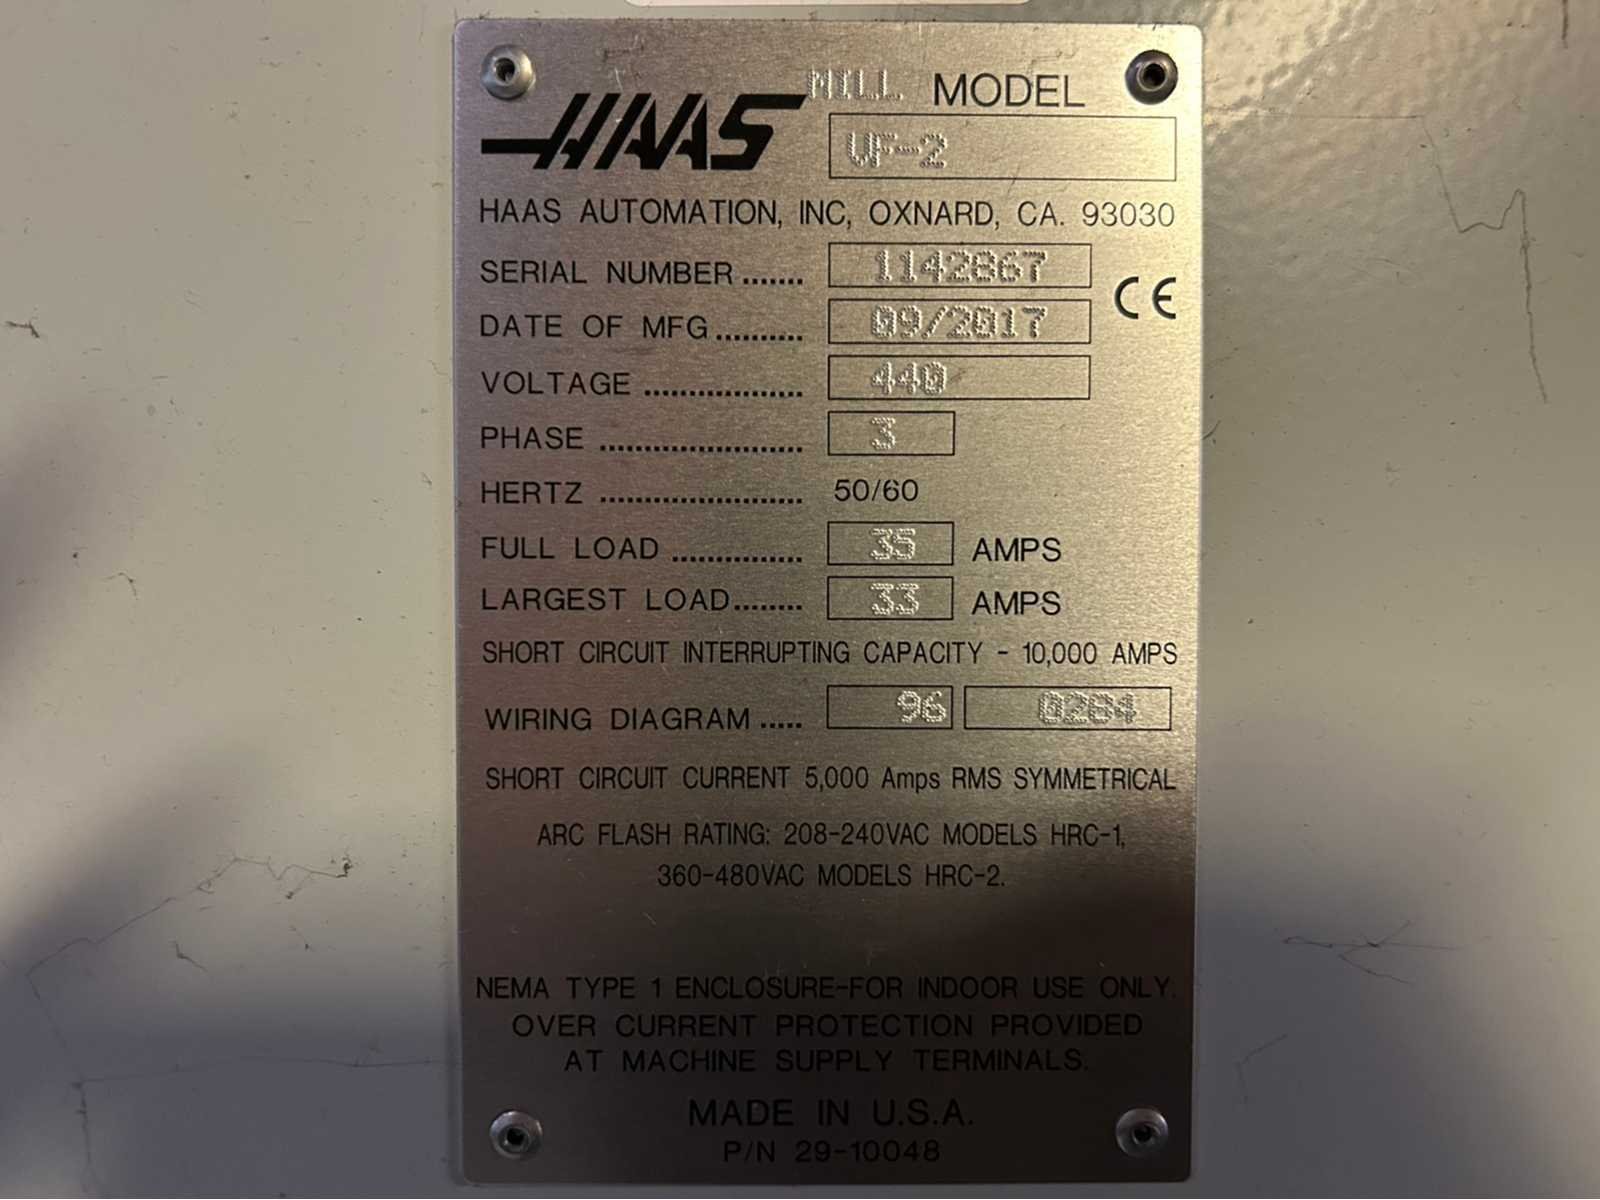 HAAS MILL MODEL
VF-2
HAAS AUTOMATION, INC, OXNARD, CA. 93030
SERIAL NUMBER ....... 1142867
CE
DATE OF MFG .......... 09/2017
VOLTAGE ................. 440
PHASE ...................... 3
HERTZ ...................... 50/60
FULL LOAD .............. 35 AMPS
LARGEST LOAD........ 33 AMPS
SHORT CIRCUIT INTERRUPTING CAPACITY - 10,000 AMPS
WIRING DIAGRAM ..... 96 0284
SHORT CIRCUIT CURRENT 5,000 Amps RMS SYMMETRICAL
ARC FLASH RATING: 208-240VAC MODELS HRC-1,
360-480VAC MODELS HRC-2.
NEMA TYPE 1 ENCLOSURE-FOR INDOOR USE ONLY.
OVER CURRENT PROTECTION PROVIDED
AT MACHINE SUPPLY TERMINALS.
MADE IN U.S.A.
P/N 29-10048